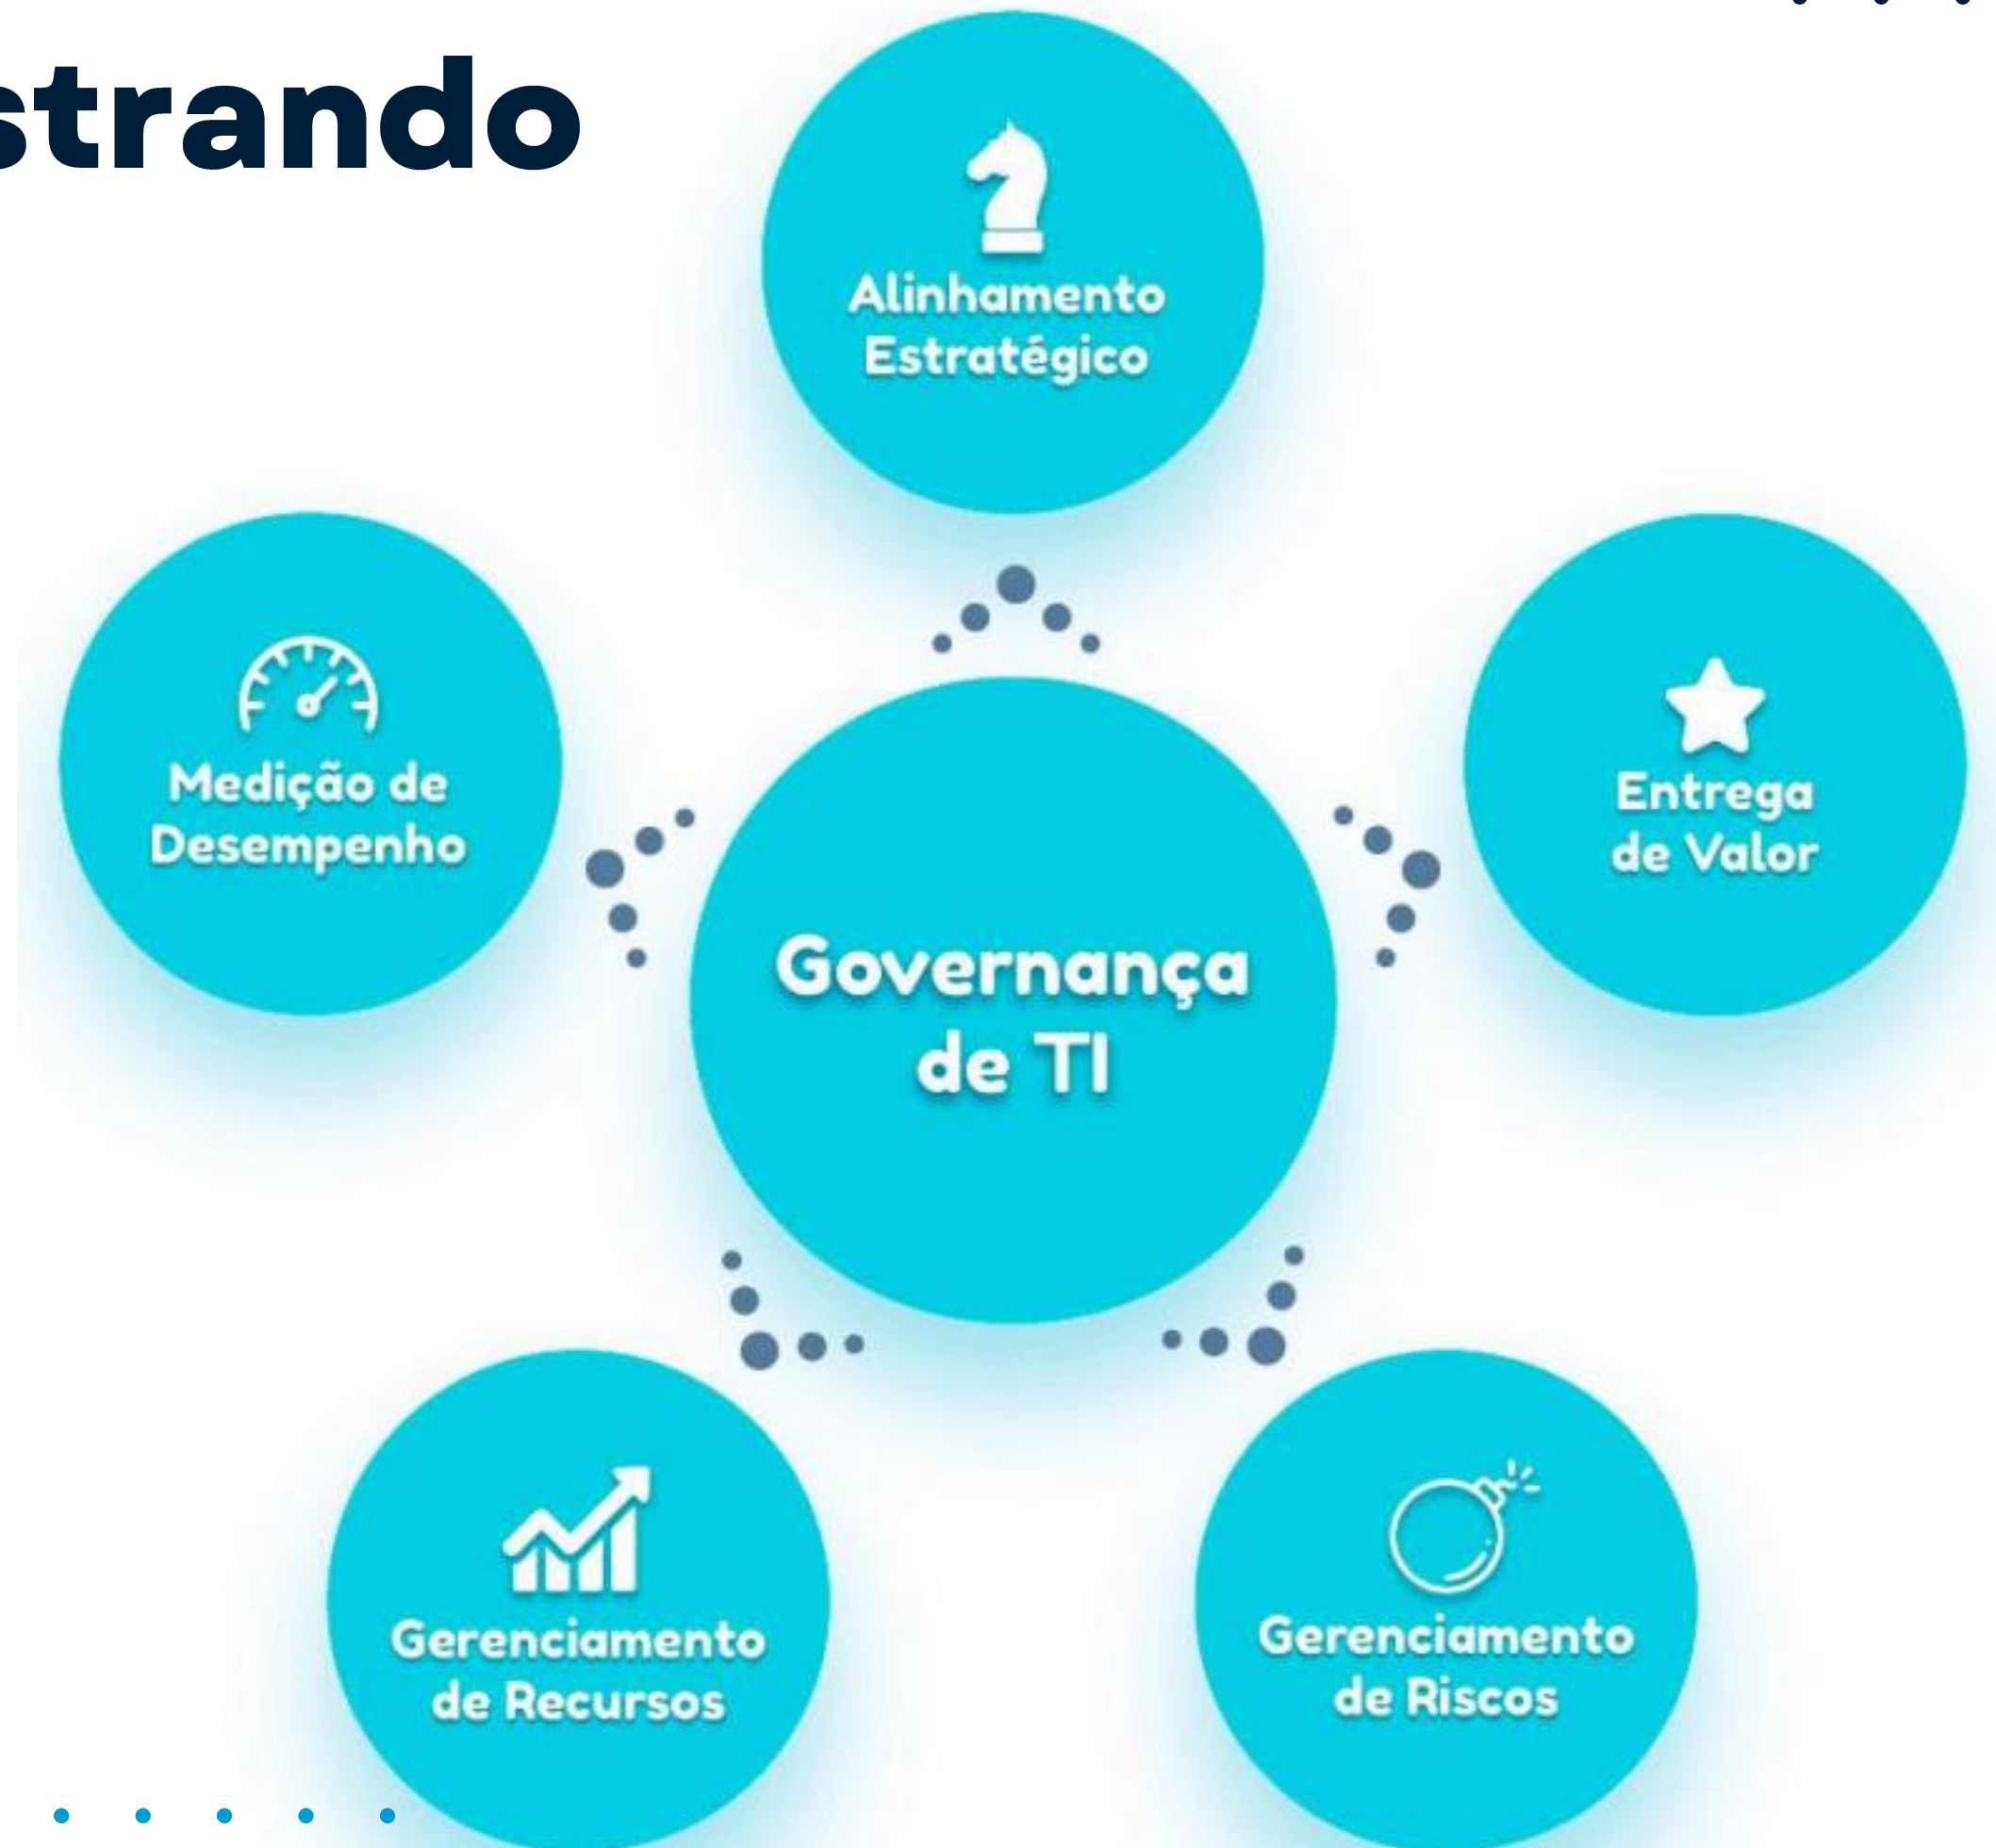 strando
Alinhamento
Estratégico
Medição de
Desempenho
Entrega
de Valor
Governança
de TI
Gerenciamento
de Recursos
Gerenciamento
de Riscos